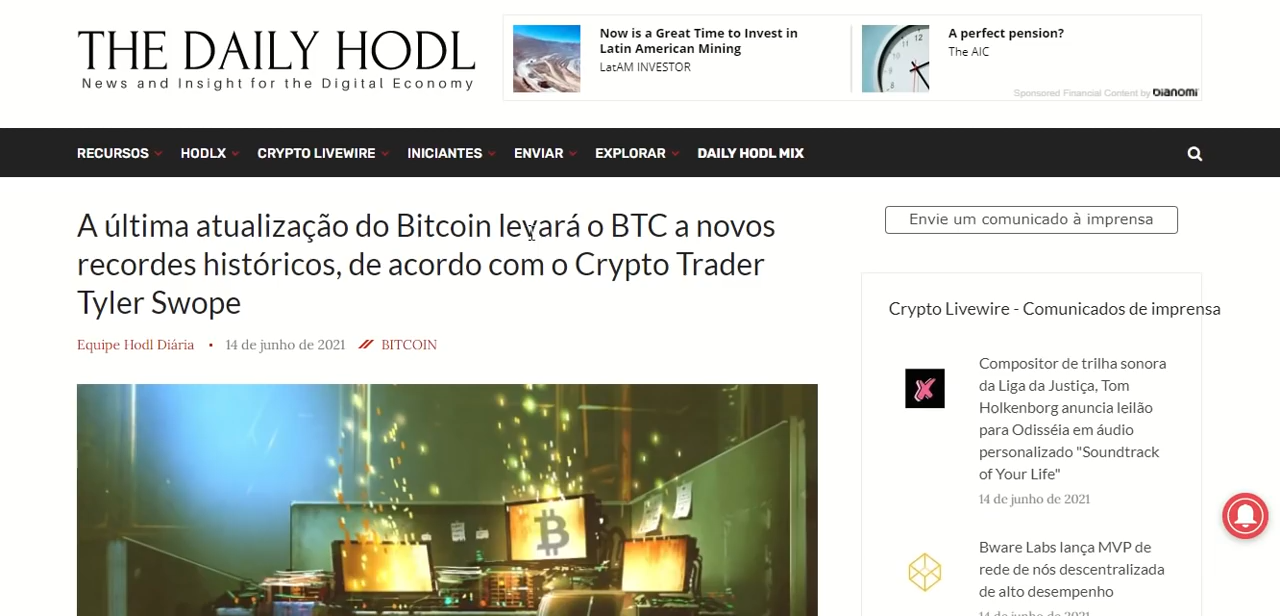 THE DAILY HODL
News and Insight for the Digital Economy
Now is a Great Time to Invest in
Latin American Mining
LatAM INVESTOR
A perfect pension?
The AIC
Sponsored Financial Content by DIANOMI
RECURSOS HODLX CRYPTO LIVEWIRE INICIANTES ENVIAR EXPLORAR DAILY HODL MIX
A última atualização do Bitcoin levará o BTC a novos
recordes históricos, de acordo com o Crypto Trader
Tyler Swope
Equipe Hodl Diária • 14 de junho de 2021 BITCOIN
Envie um comunicado à imprensa
Crypto Livewire - Comunicados de imprensa
Compositor de trilha sonora
da Liga da Justiça, Tom
Holkenborg anuncia leilão
para Odisséia em áudio
personalizado "Soundtrack
of Your Life"
14 de junho de 2021
Bware Labs lança MVP de
rede de nós descentralizada
de alto desempenho
14 de junho de 2021